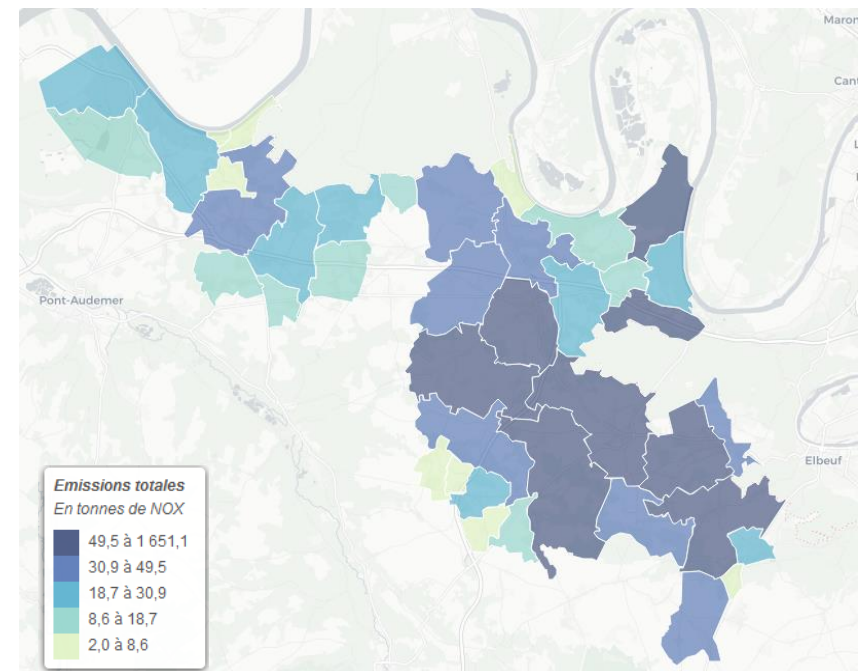 Maron
Cant
L
Pont-Audemer
Elbeuf
Emissions totales
En tonnes de NOX
49,5 à 1 651,1
30,9 à 49,5
18,7 à 30,9
8,6 à 18,7
2,0 à 8,6